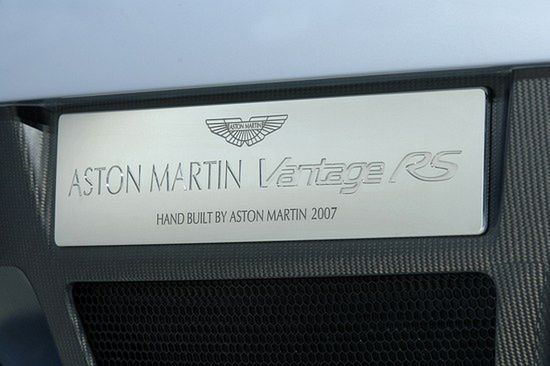 ASTON MARTIN
ASTON MARTIN Vantage RS
HAND BUILT BY ASTON MARTIN 2007